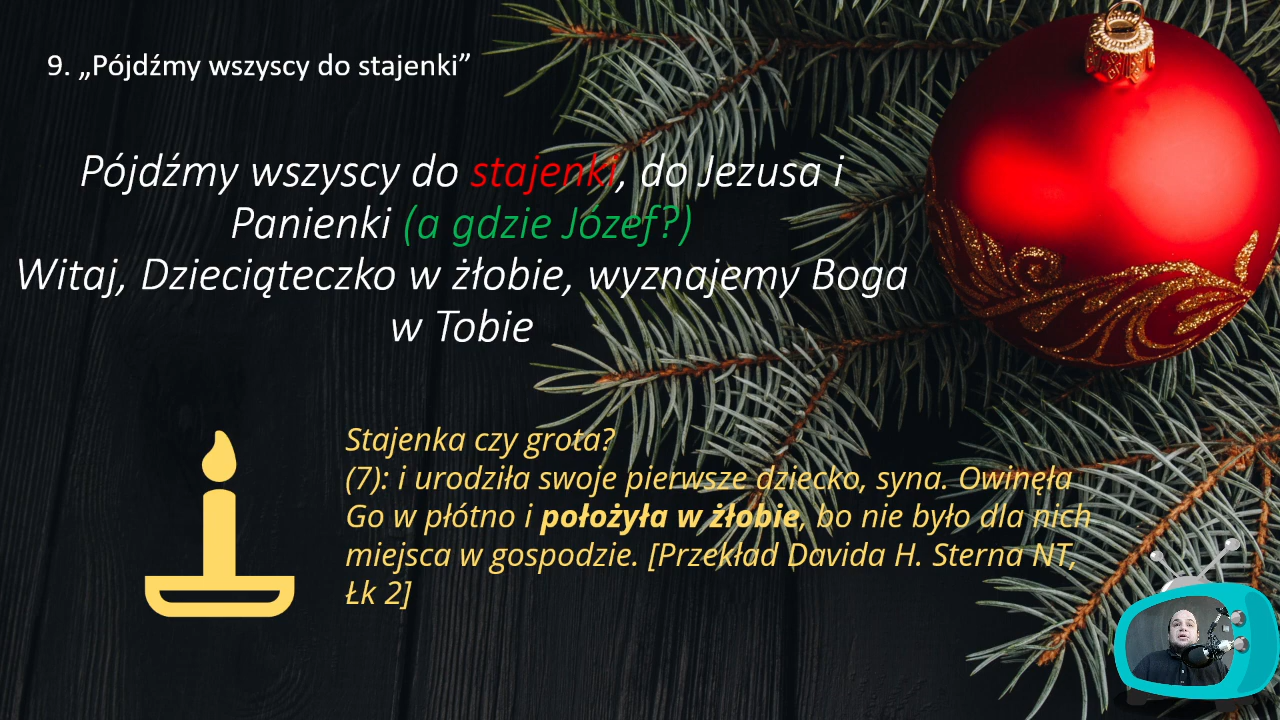 9. „Pójdźmy wszyscy do stajenki”
Pójdźmy wszyscy do stajenki, do Jezusa i
Panienki (a gdzie Józef?)
Witaj, Dzieciąteczko w żłobie, wyznajemy Boga
w Tobie
Stajenka czy grota?
(7): i urodziła swoje pierwsze dziecko, syna. Owinęła
Go w płótno i położyła w żłobie, bo nie było dla nich
miejsca w gospodzie. [Przekład Davida H. Sterna NT,
Łk 2]